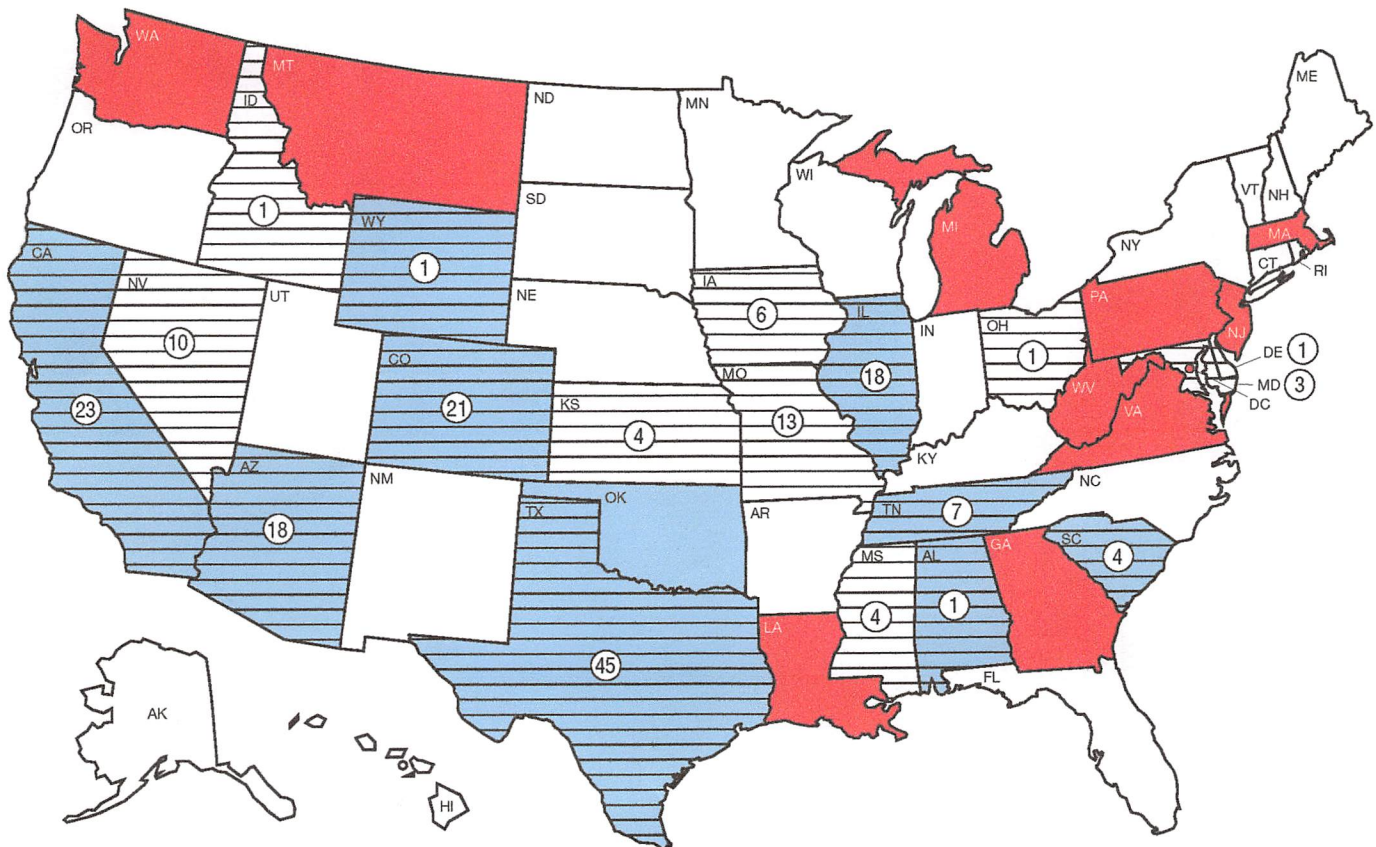 WA
MT
ND
MN
ME
ID
OR
WI
VT
NH
SD
MI
MA
1
WY
NY
CT
RI
CA
1
NV
UT
NE
IA
PA
6
IL
IN
OH
NJ
10
CO
1
DE 1
MO
MD 3
WV
DC
23
21
KS
18
VA
4
13
KY
AZ
NM
OK
NC
TX
AR
TN
7
18
GA
SC
MS
AL
4
4
1
LA
45
FL
AK
HI